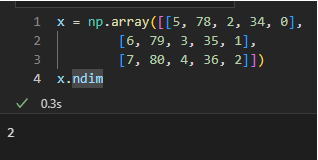 1 x = np.array([[5, 78, 2, 34, 0],
2 [6, 79, 3, 35, 1],
3 [7, 80, 4, 36, 2]])
4 x.ndim
✓ 0.3s
2